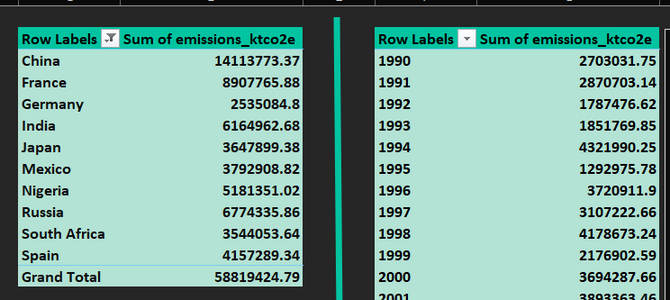 Row Labels Sum of emissions_ktco2e
China 14113773.37
France 8907765.88
Germany 2535084.8
India 6164962.68
Japan 3647899.38
Mexico 3792908.82
Nigeria 5181351.02
Russia 6774335.86
South Africa 3544053.64
Spain 4157289.34
Grand Total 58819424.79
Row Labels Sum of emissions_ktco2e
1990 2703031.75
1991 2870703.14
1992 1787476.62
1993 1851769.85
1994 4321990.25
1995 1292975.78
1996 3720911.9
1997 3107222.66
1998 4178673.24
1999 2176902.59
2000 3694287.66
2001 3893363.46